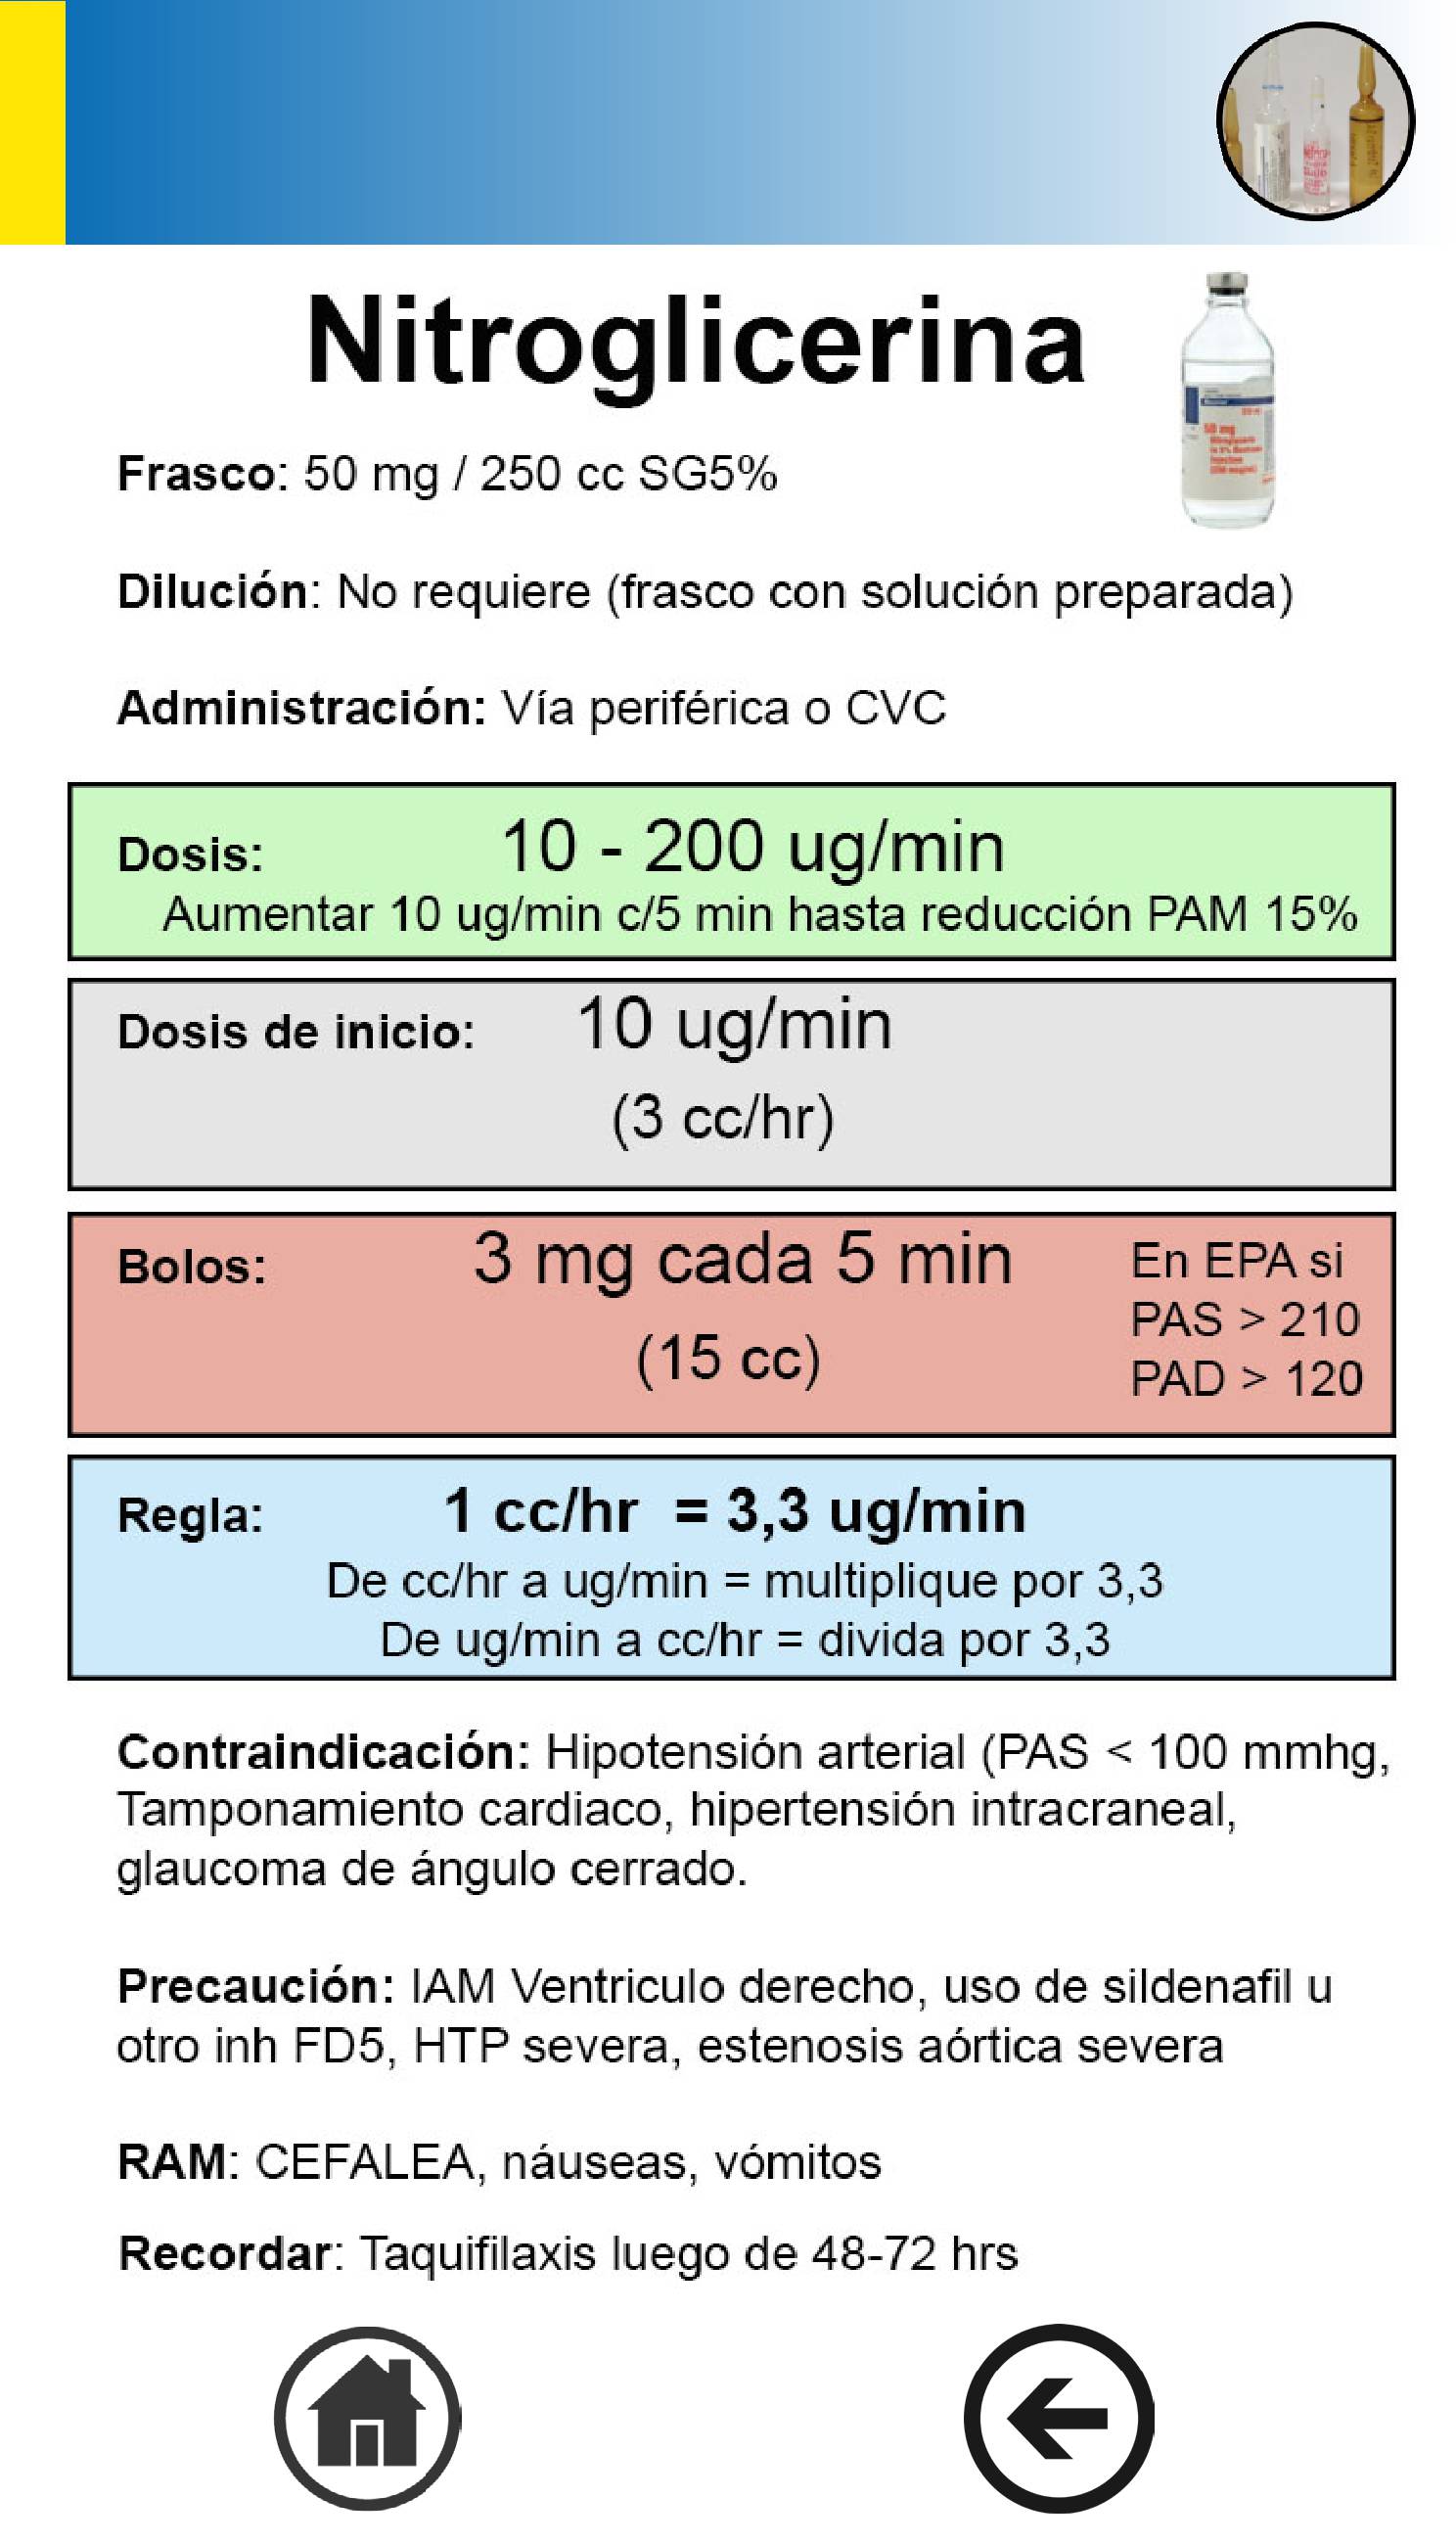 Nitroglicerina
Frasco: 50 mg / 250 cc SG5%
50 mg
Dilución: No requiere (frasco con solución preparada)
Administración: Vía periférica o CVC
Dosis: 10 - 200 ug/min
Aumentar 10 ug/min c/5 min hasta reducción PAM 15%
Dosis de inicio: 10 ug/min
(3 cc/hr)
Bolos: 3 mg cada 5 min
(15 cc)
En EPA si
PAS > 210
PAD > 120
Regla: 1 cc/hr = 3,3 ug/min
De cc/hr a ug/min = multiplique por 3,3
De ug/min a cc/hr = divida por 3,3
Contraindicación: Hipotensión arterial (PAS < 100 mmhg,
Tamponamiento cardiaco, hipertensión intracraneal,
glaucoma de ángulo cerrado.
Precaución: IAM Ventriculo derecho, uso de sildenafil u
otro inh FD5, HTP severa, estenosis aórtica severa
RAM: CEFALEA, náuseas, vómitos
Recordar: Taquifilaxis luego de 48-72 hrs